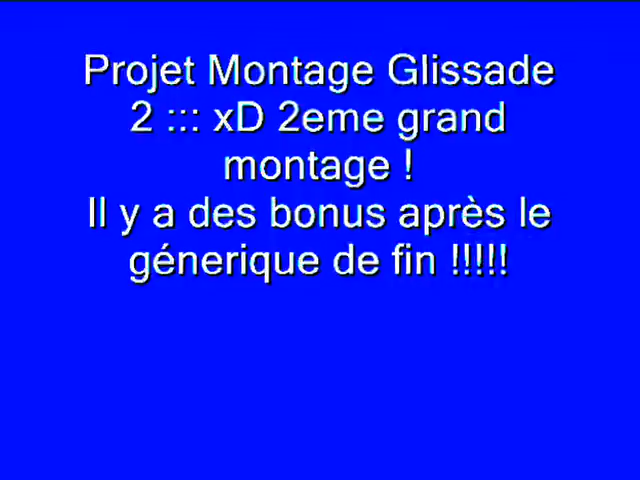 Projet Montage Glissade
2 ::: xD 2eme grand
montage !
Il y a des bonus après le
génerique de fin !!!!!